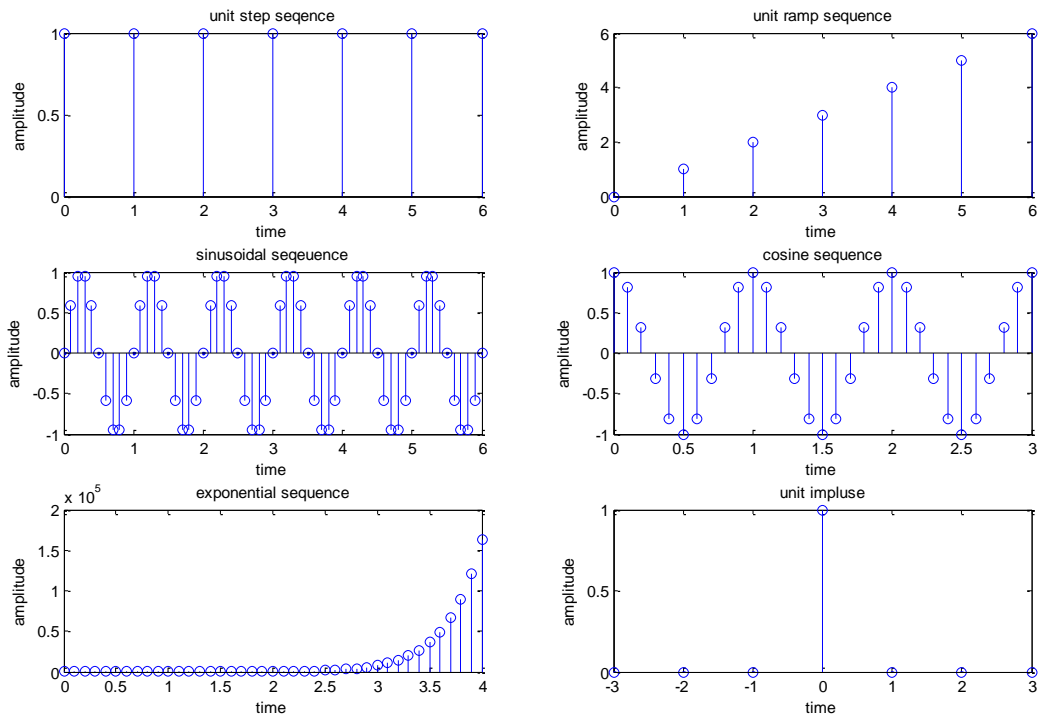 unit step seqence
amplitude
1
0.5
0
0 1 2 3 4 5 6
time
unit ramp sequence
amplitude
6
4
2
0
0 1 2 3 4 5 6
time
sinusoidal seqeuence
amplitude
1
0.5
0
-0.5
-1
0 1 2 3 4 5 6
time
cosine sequence
amplitude
1
0.5
0
-0.5
-1
0 0.5 1 1.5 2 2.5 3
time
exponential sequence
x 10^5
amplitude
2
1.5
1
0.5
0
0 0.5 1 1.5 2 2.5 3 3.5 4
time
unit impluse
amplitude
1
0.5
0
-3 -2 -1 0 1 2 3
time